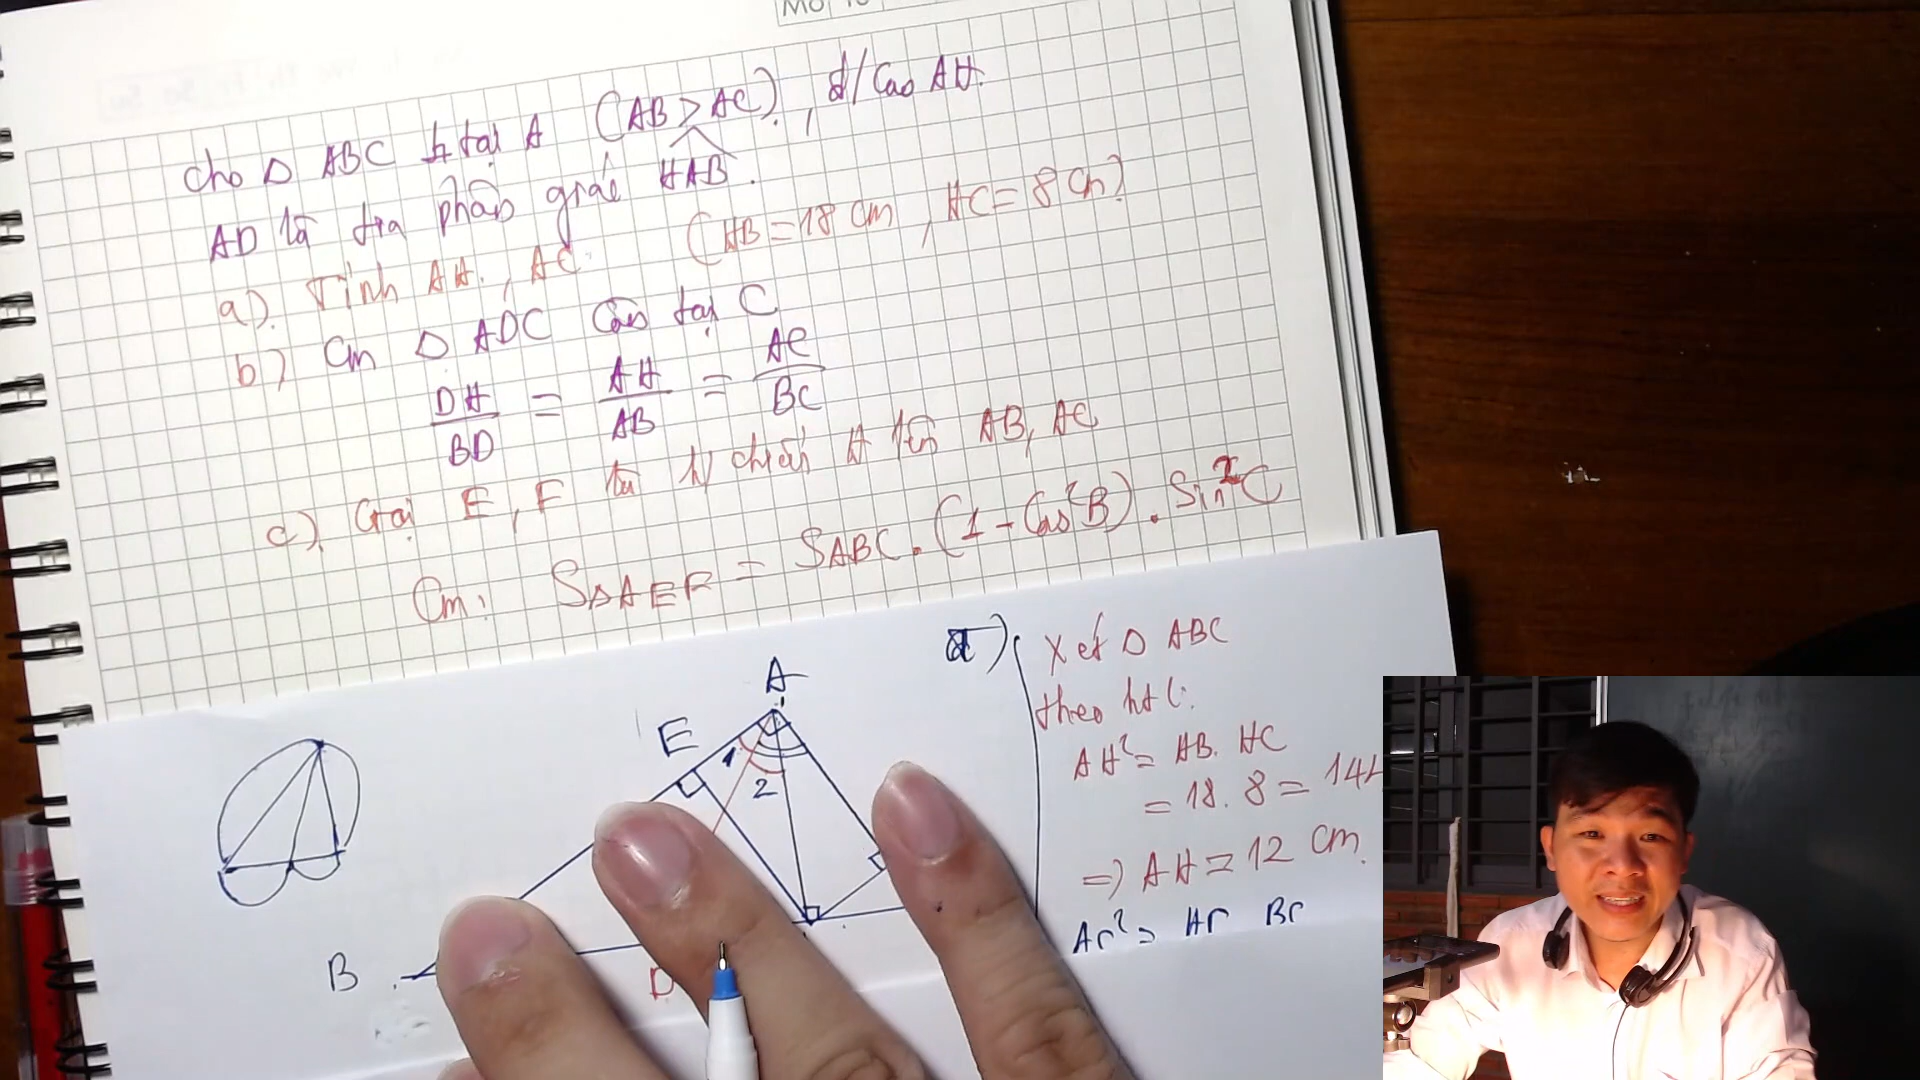 Cho Δ ABC ⊥ tại A (AB > AC), đ/cao AH.
AD là tia phân giác HAB.
a). Tính AH, AC. (HB = 18 cm, HC = 8 cm)
b) Cm Δ ADC cân tại C
DH/BD = AH/AB = AC/BC
c). Gọi E, F là h/chiếu H lên AB, AC
Cm: SΔAEF = SABC. (1 - Cos²B). Sin²C
a) Xét Δ ABC
theo htl:
AH² = HB. HC
= 18. 8 = 144
=> AH = 12 cm.
AC² = HC BC
A
E
1
2
B
D